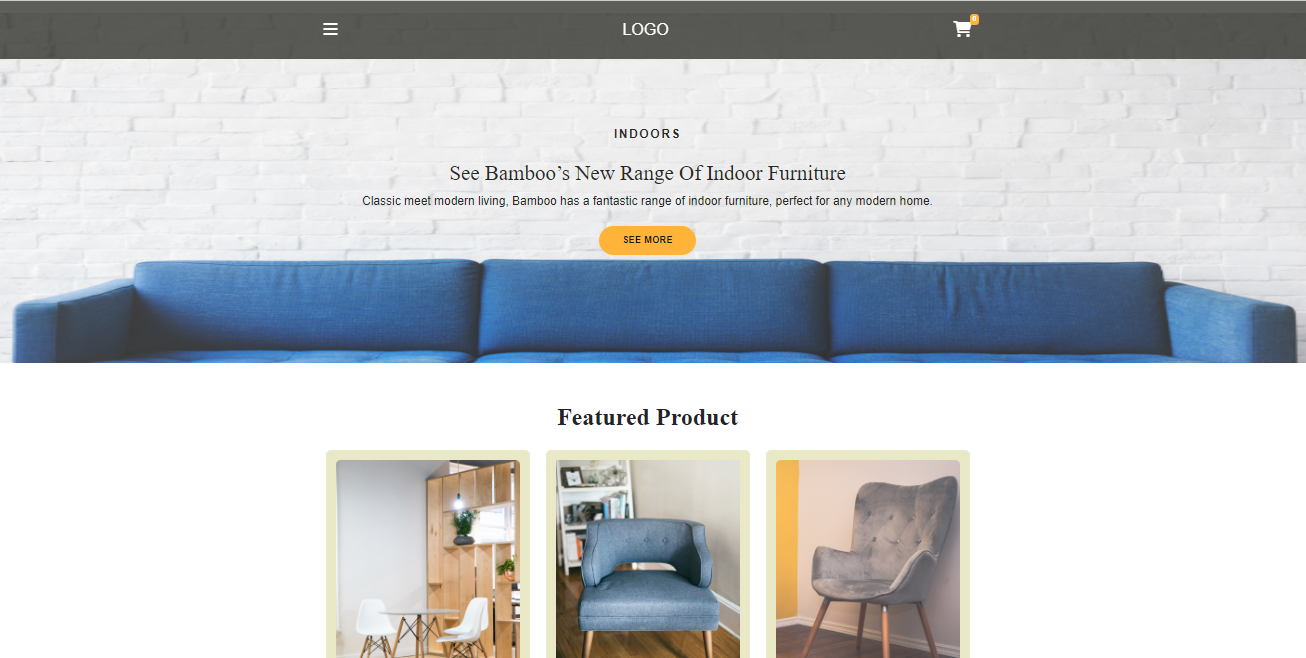 LOGO
0
INDOORS
See Bamboo’s New Range Of Indoor Furniture
Classic meet modern living, Bamboo has a fantastic range of indoor furniture, perfect for any modern home.
SEE MORE
Featured Product